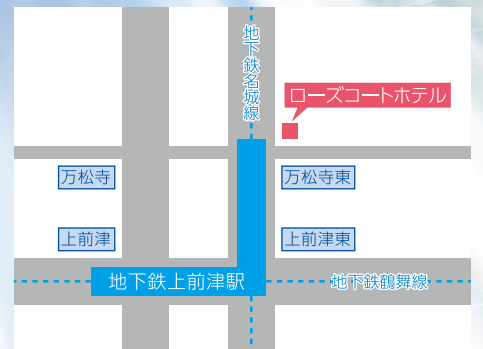 地下鉄名城線
ローズコートホテル
万松寺
万松寺東
上前津
上前津東
地下鉄上前津駅
地下鉄鶴舞線